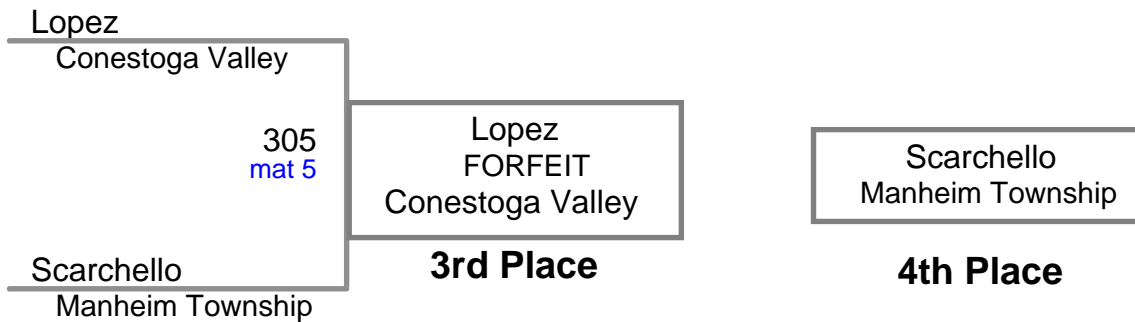 Lopez
Conestoga Valley
305
mat 5
Scarchello
Manheim Township
Lopez
FORFEIT
Conestoga Valley
3rd Place
Scarchello
Manheim Township
4th Place